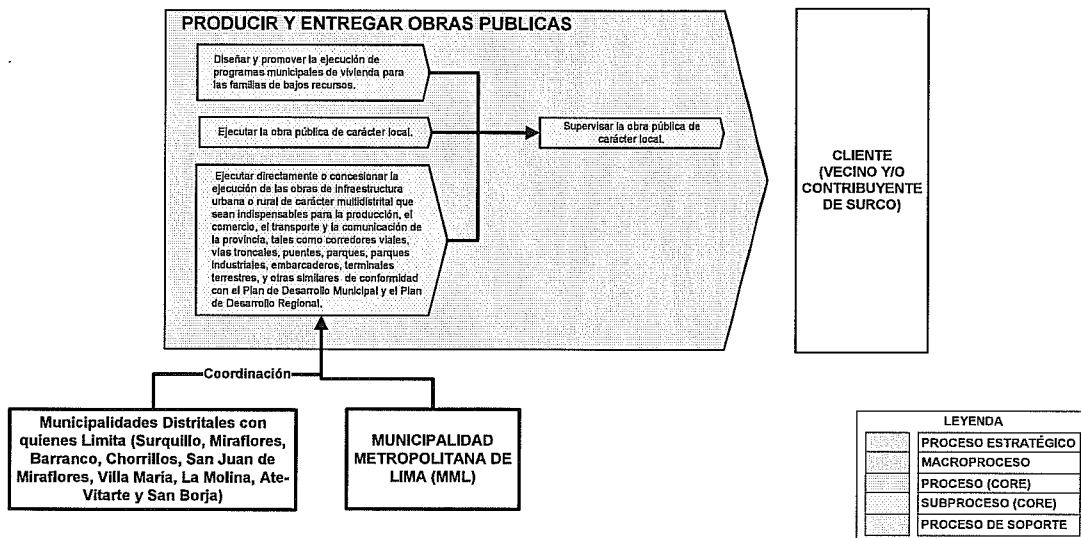 PRODUCIR Y ENTREGAR OBRAS PUBLICAS
Diseñar y promover la ejecución de
programas municipales de vivienda para
las familias de bajos recursos.
Ejecutar la obra pública de carácter local.
Supervisar la obra pública de
carácter local.
Ejecutar directamente o concesionar la
ejecución de las obras de infraestructura
urbana o rural de carácter multidistrital que
sean indispensables para la producción, el
comercio, el transporte y la comunicación de
la provincia, tales como corredores viales,
vías troncales, puentes, parques, parques
industriales, embarcaderos, terminales
terrestres, y otras similares de conformidad
con el Plan de Desarrollo Municipal y el Plan
de Desarrollo Regional.
CLIENTE
(VECINO Y/O
CONTRIBUYENTE
DE SURCO)
Coordinación
Municipalidades Distritales con
quienes Limita (Surquillo, Miraflores,
Barranco, Chorrillos, San Juan de
Miraflores, Villa María, La Molina, Ate-
Vitarte y San Borja)
MUNICIPALIDAD
METROPOLITANA DE
LIMA (MML)
LEYENDA
PROCESO ESTRATÉGICO
MACROPROCESO
PROCESO (CORE)
SUBPROCESO (CORE)
PROCESO DE SOPORTE